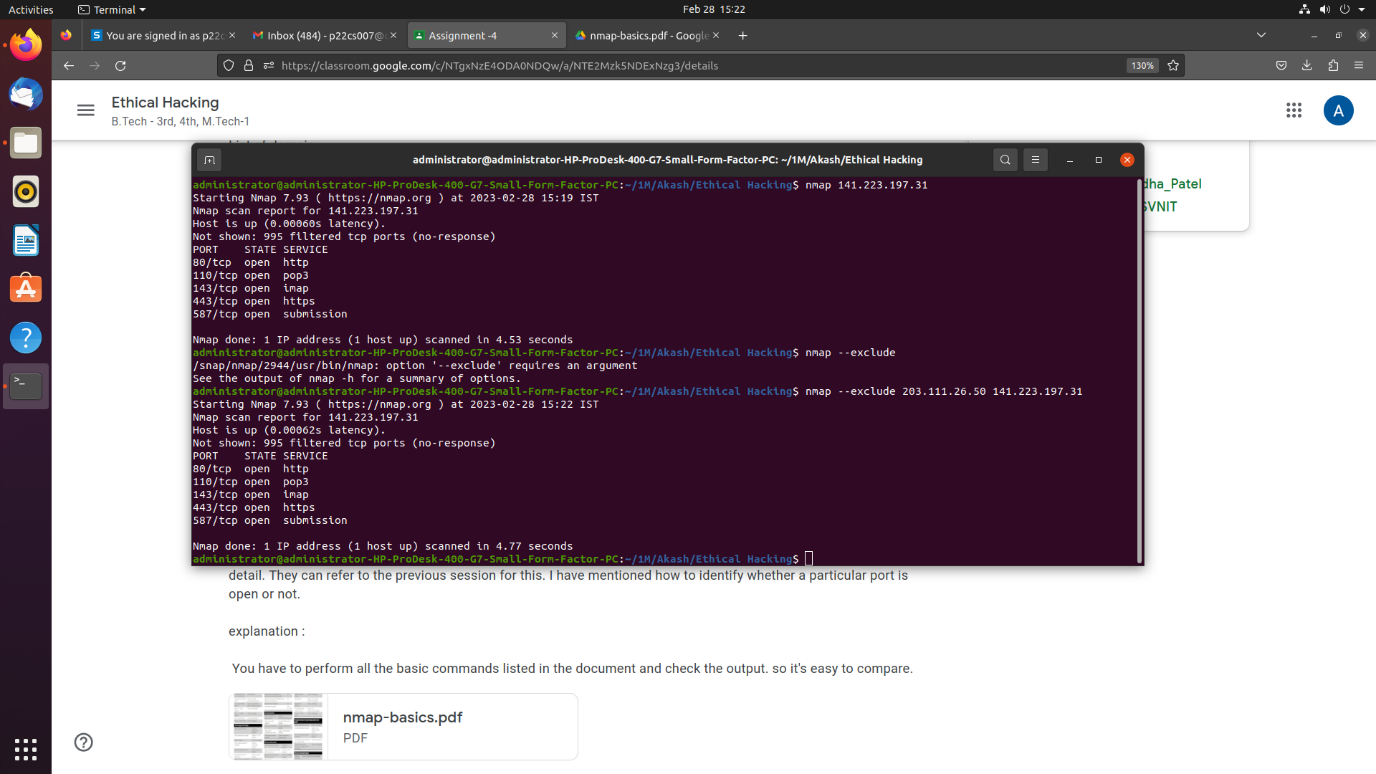 Activities
Terminal
Feb 28 15:22
You are signed in as p22c
Inbox (484) - p22cs007@
Assignment -4
nmap-basics.pdf - Google
https://classroom.google.com/c/NTgxNzE4ODA0NDQw/a/NTE2Mzk5NDExNzg3/details
130%
Ethical Hacking
B.Tech - 3rd, 4th, M.Tech-1
A
administrator@administrator-HP-ProDesk-400-G7-Small-Form-Factor-PC: ~/1M/Akash/Ethical Hacking
administrator@administrator-HP-ProDesk-400-G7-Small-Form-Factor-PC:~/1M/Akash/Ethical Hacking$ nmap 141.223.197.31
Starting Nmap 7.93 ( https://nmap.org ) at 2023-02-28 15:19 IST
Nmap scan report for 141.223.197.31
Host is up (0.00060s latency).
Not shown: 995 filtered tcp ports (no-response)
PORT    STATE SERVICE
80/tcp  open  http
110/tcp open  pop3
143/tcp open  imap
443/tcp open  https
587/tcp open  submission
Nmap done: 1 IP address (1 host up) scanned in 4.53 seconds
administrator@administrator-HP-ProDesk-400-G7-Small-Form-Factor-PC:~/1M/Akash/Ethical Hacking$ nmap --exclude
/snap/nmap/2944/usr/bin/nmap: option '--exclude' requires an argument
See the output of nmap -h for a summary of options.
administrator@administrator-HP-ProDesk-400-G7-Small-Form-Factor-PC:~/1M/Akash/Ethical Hacking$ nmap --exclude 203.111.26.50 141.223.197.31
Starting Nmap 7.93 ( https://nmap.org ) at 2023-02-28 15:22 IST
Nmap scan report for 141.223.197.31
Host is up (0.00062s latency).
Not shown: 995 filtered tcp ports (no-response)
PORT    STATE SERVICE
80/tcp  open  http
110/tcp open  pop3
143/tcp open  imap
443/tcp open  https
587/tcp open  submission
Nmap done: 1 IP address (1 host up) scanned in 4.77 seconds
administrator@administrator-HP-ProDesk-400-G7-Small-Form-Factor-PC:~/1M/Akash/Ethical Hacking$
dha_Patel
SVNIT
detail. They can refer to the previous session for this. I have mentioned how to identify whether a particular port is
open or not.
explanation :
You have to perform all the basic commands listed in the document and check the output. so it's easy to compare.
nmap-basics.pdf
PDF